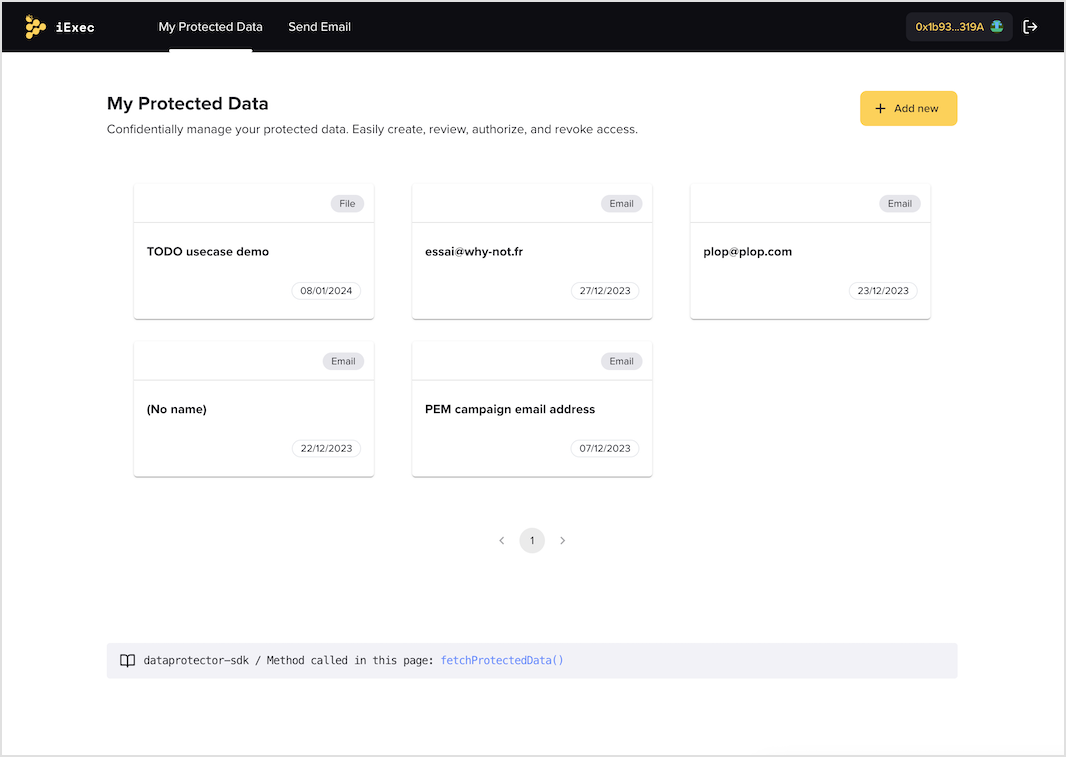 iExec
My Protected Data
Send Email
0x1b93...319A
My Protected Data
Confidentially manage your protected data. Easily create, review, authorize, and revoke access.
+ Add new
File
TODO usecase demo
08/01/2024
Email
essai@why-not.fr
27/12/2023
Email
plop@plop.com
23/12/2023
Email
(No name)
22/12/2023
Email
PEM campaign email address
07/12/2023
< 1 >
dataprotector-sdk / Method called in this page: fetchProtectedData()